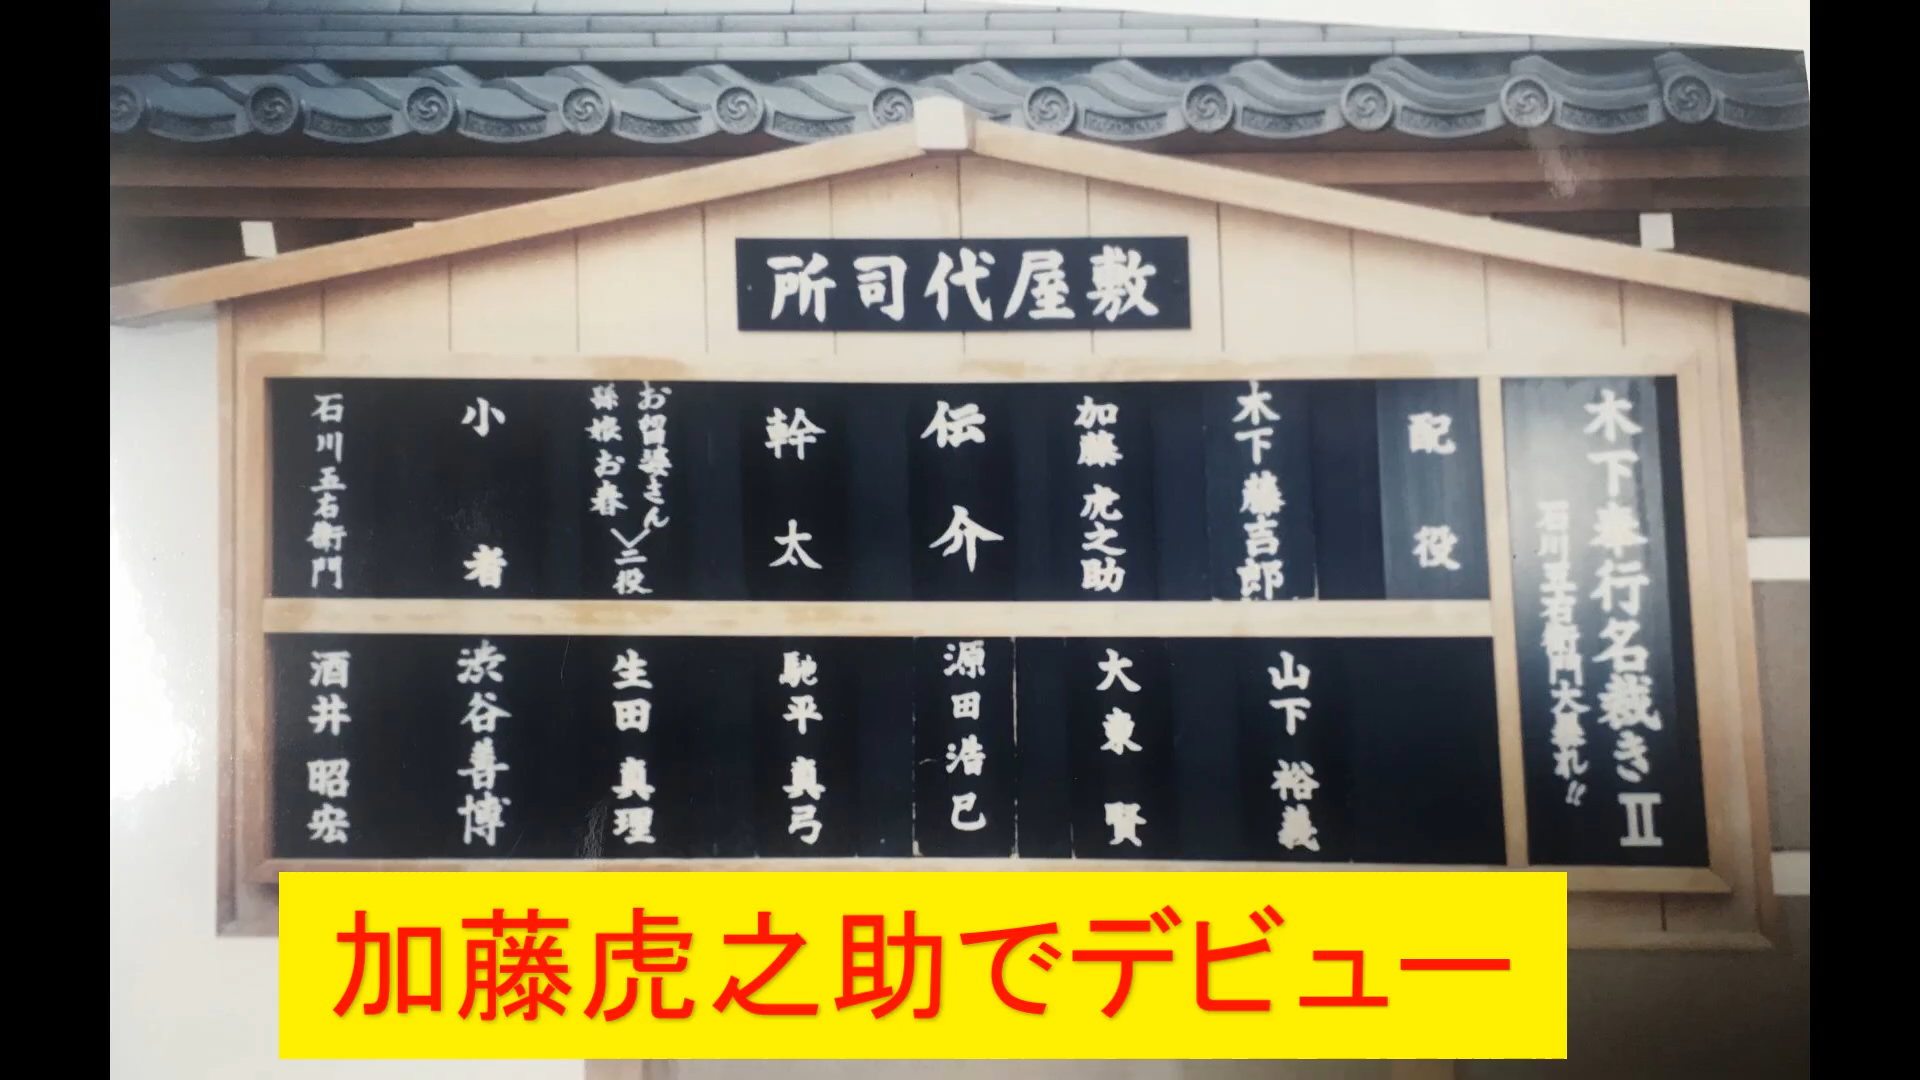 所司代屋敷
木下奉行名裁きⅡ
石川五右衛門大暴れ!!
配役
木下藤吉郎
山下裕義
加藤虎之助
大東賢
伝介
源田浩巳
幹太
馳平真弓
お留婆さん
孫娘お春
二役
生田真理
小者
渋谷善博
石川五右衛門
酒井昭宏
加藤虎之助でデビュー